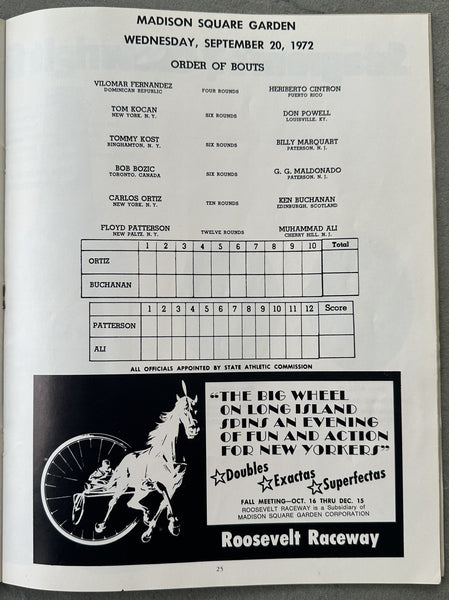 MADISON SQUARE GARDEN
WEDNESDAY, SEPTEMBER 20, 1972
ORDER OF BOUTS
VILOMAR FERNANDEZ HERIBERTO CINTRON
DOMINICAN REPUBLIC FOUR ROUNDS PUERTO RICO
TOM KOCAN DON POWELL
NEW YORK, N. Y. SIX ROUNDS LOUISVILLE, KY.
TOMMY KOST BILLY MARQUART
BINGHAMTON, N. Y. SIX ROUNDS PATERSON, N. J.
BOB BOZIC G. G. MALDONADO
TORONTO, CANADA SIX ROUNDS PATERSON, N. J.
CARLOS ORTIZ KEN BUCHANAN
NEW YORK, N. Y. TEN ROUNDS EDINBURGH, SCOTLAND
FLOYD PATTERSON MUHAMMAD ALI
NEW PALTZ, N. Y. TWELVE ROUNDS CHERRY HILL, N. J.
1 2 3 4 5 6 7 8 9 10 Total
ORTIZ
BUCHANAN
1 2 3 4 5 6 7 8 9 10 11 12 Score
PATTERSON
ALI
ALL OFFICIALS APPOINTED BY STATE ATHLETIC COMMISSION
"THE BIG WHEEL
ON LONG ISLAND
SPINS AN EVENING
OF FUN AND ACTION
FOR NEW YORKERS"
Doubles
Exactas
Superfectas
FALL MEETING—OCT. 16 THRU DEC. 15
ROOSEVELT RACEWAY is a Subsidiary of
MADISON SQUARE GARDEN CORPORATION
Roosevelt Raceway
25